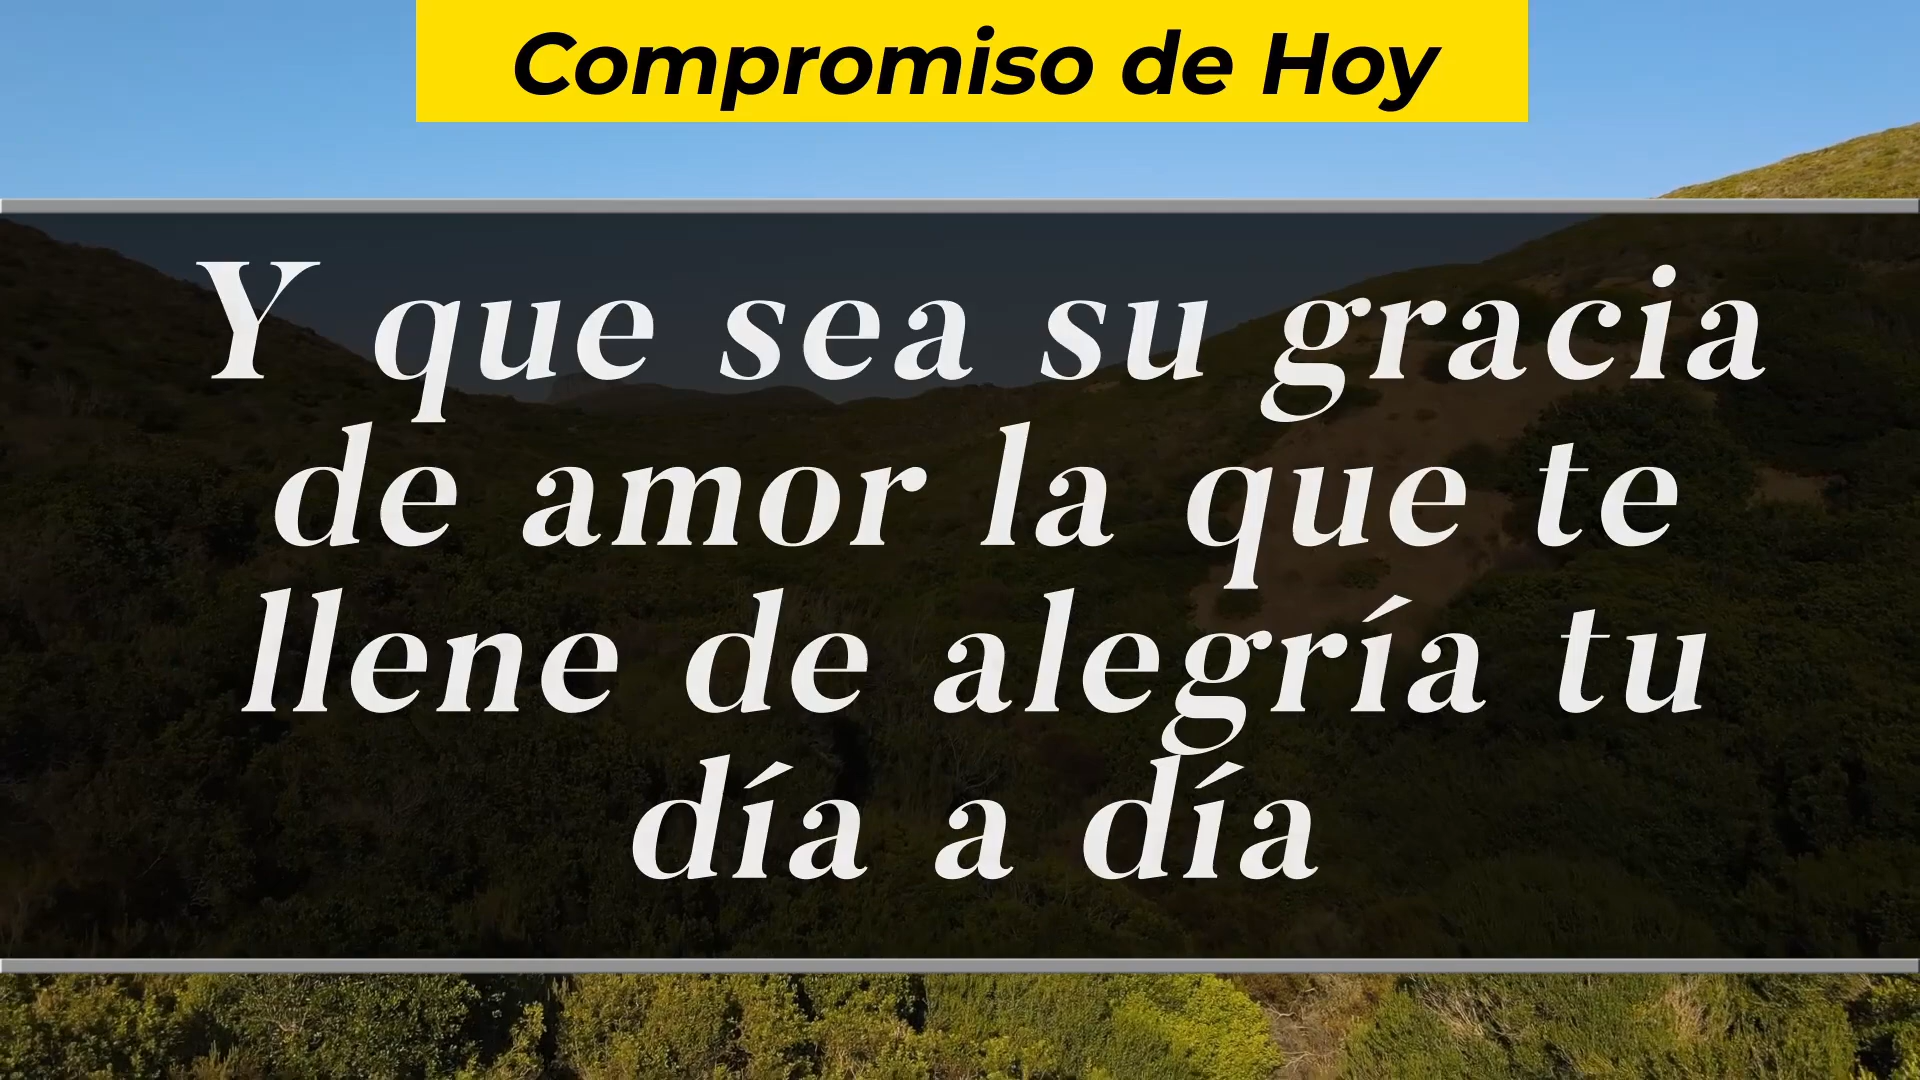 Compromiso de Hoy
Y que sea su gracia
de amor la que te
llene de alegría tu
día a día